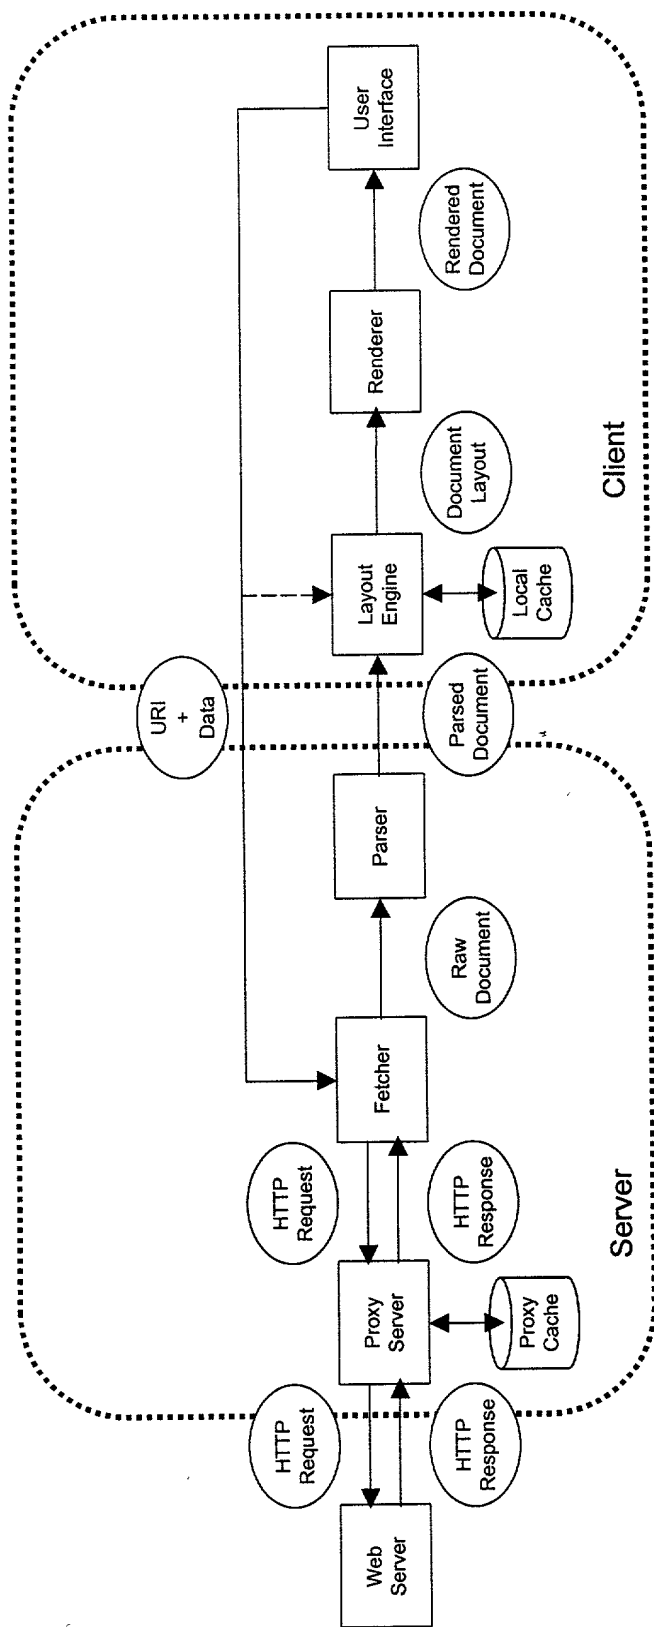 HTTP
Request
HTTP
Request
URI
+
Data
Web
Server
Proxy
Server
Fetcher
Parser
Layout
Engine
Renderer
User
Interface
HTTP
Response
HTTP
Response
Raw
Document
Parsed
Document
Document
Layout
Rendered
Document
Proxy
Cache
Local
Cache
Server
Client